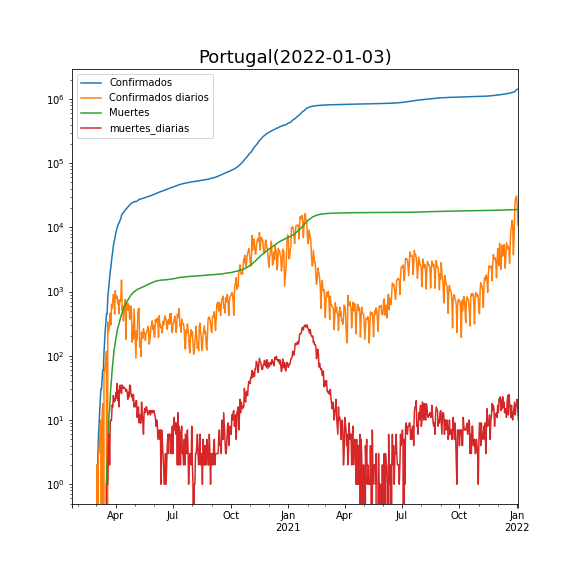 Portugal(2022-01-03)
Confirmados
Confirmados diarios
Muertes
muertes_diarias
10⁶
10⁵
10⁴
10³
10²
10¹
10⁰
Apr Jul Oct Jan Apr Jul Oct Jan
2021 2022